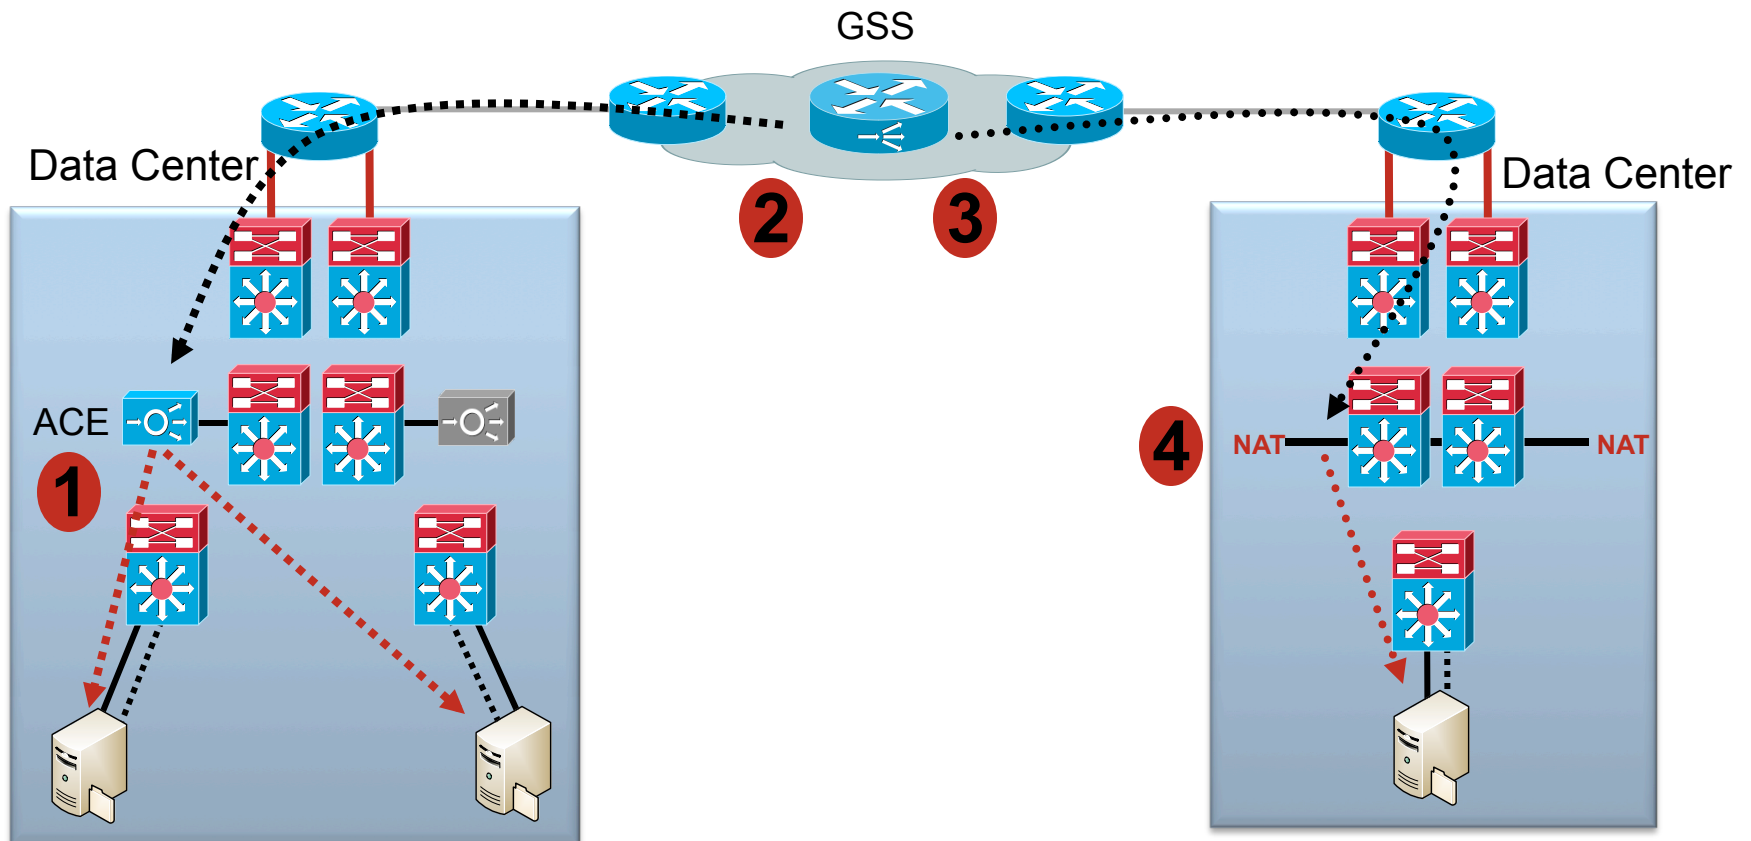 GSS
Data Center
Data Center
2
3
ACE
1
4
NAT
NAT